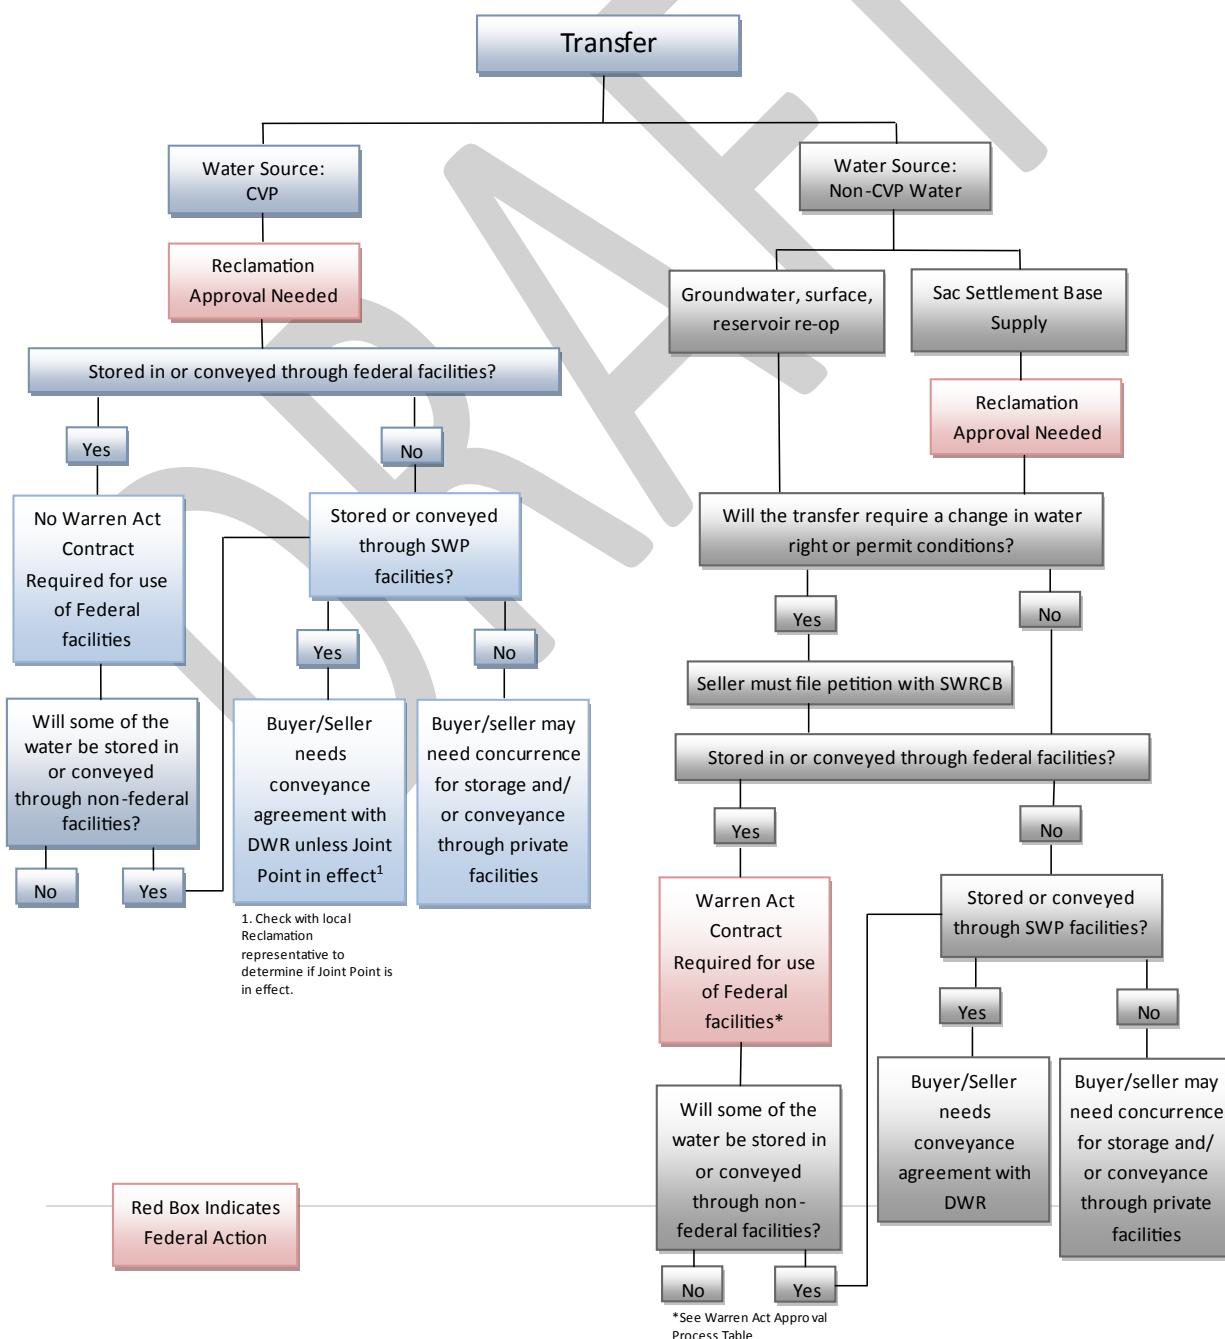 Transfer
Water Source:
CVP
Water Source:
Non-CVP Water
Reclamation
Approval Needed
Groundwater, surface,
reservoir re-op
Sac Settlement Base
Supply
Stored in or conveyed through federal facilities?
Reclamation
Approval Needed
Yes
No
No Warren Act
Contract
Required for use
of Federal
facilities
Stored or conveyed
through SWP
facilities?
Will the transfer require a change in water
right or permit conditions?
Yes
No
Yes
No
Seller must file petition with SWRCB
Will some of the
water be stored in
or conveyed
through non-federal
facilities?
No
Yes
Buyer/Seller
needs
conveyance
agreement with
DWR unless Joint
Point in effect1
Buyer/seller may
need concurrence
for storage and/
or conveyance
through private
facilities
1. Check with local
Reclamation
representative to
determine if Joint Point is
in effect.
Stored in or conveyed through federal facilities?
Yes
No
Warren Act
Contract
Required for use
of Federal
facilities*
Stored or conveyed
through SWP facilities?
Yes
No
Will some of the
water be stored in
or conveyed
through non-
federal facilities?
Buyer/Seller
needs
conveyance
agreement with
DWR
Buyer/seller may
need concurrence
for storage and/
or conveyance
through private
facilities
No
Yes
*See Warren Act Approval
Process Table
Red Box Indicates
Federal Action
DRAFT